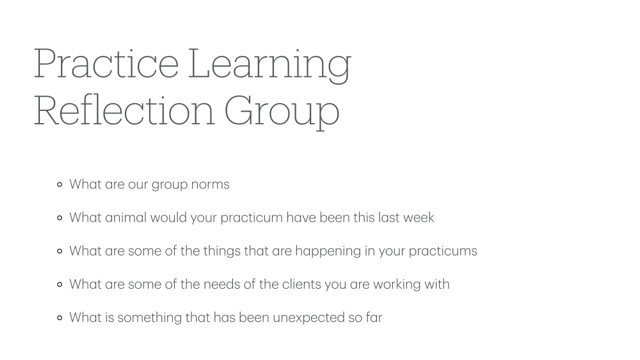 Practice Learning
Reflection Group
What are our group norms
What animal would your practicum have been this last week
What are some of the things that are happening in your practicums
What are some of the needs of the clients you are working with
What is something that has been unexpected so far